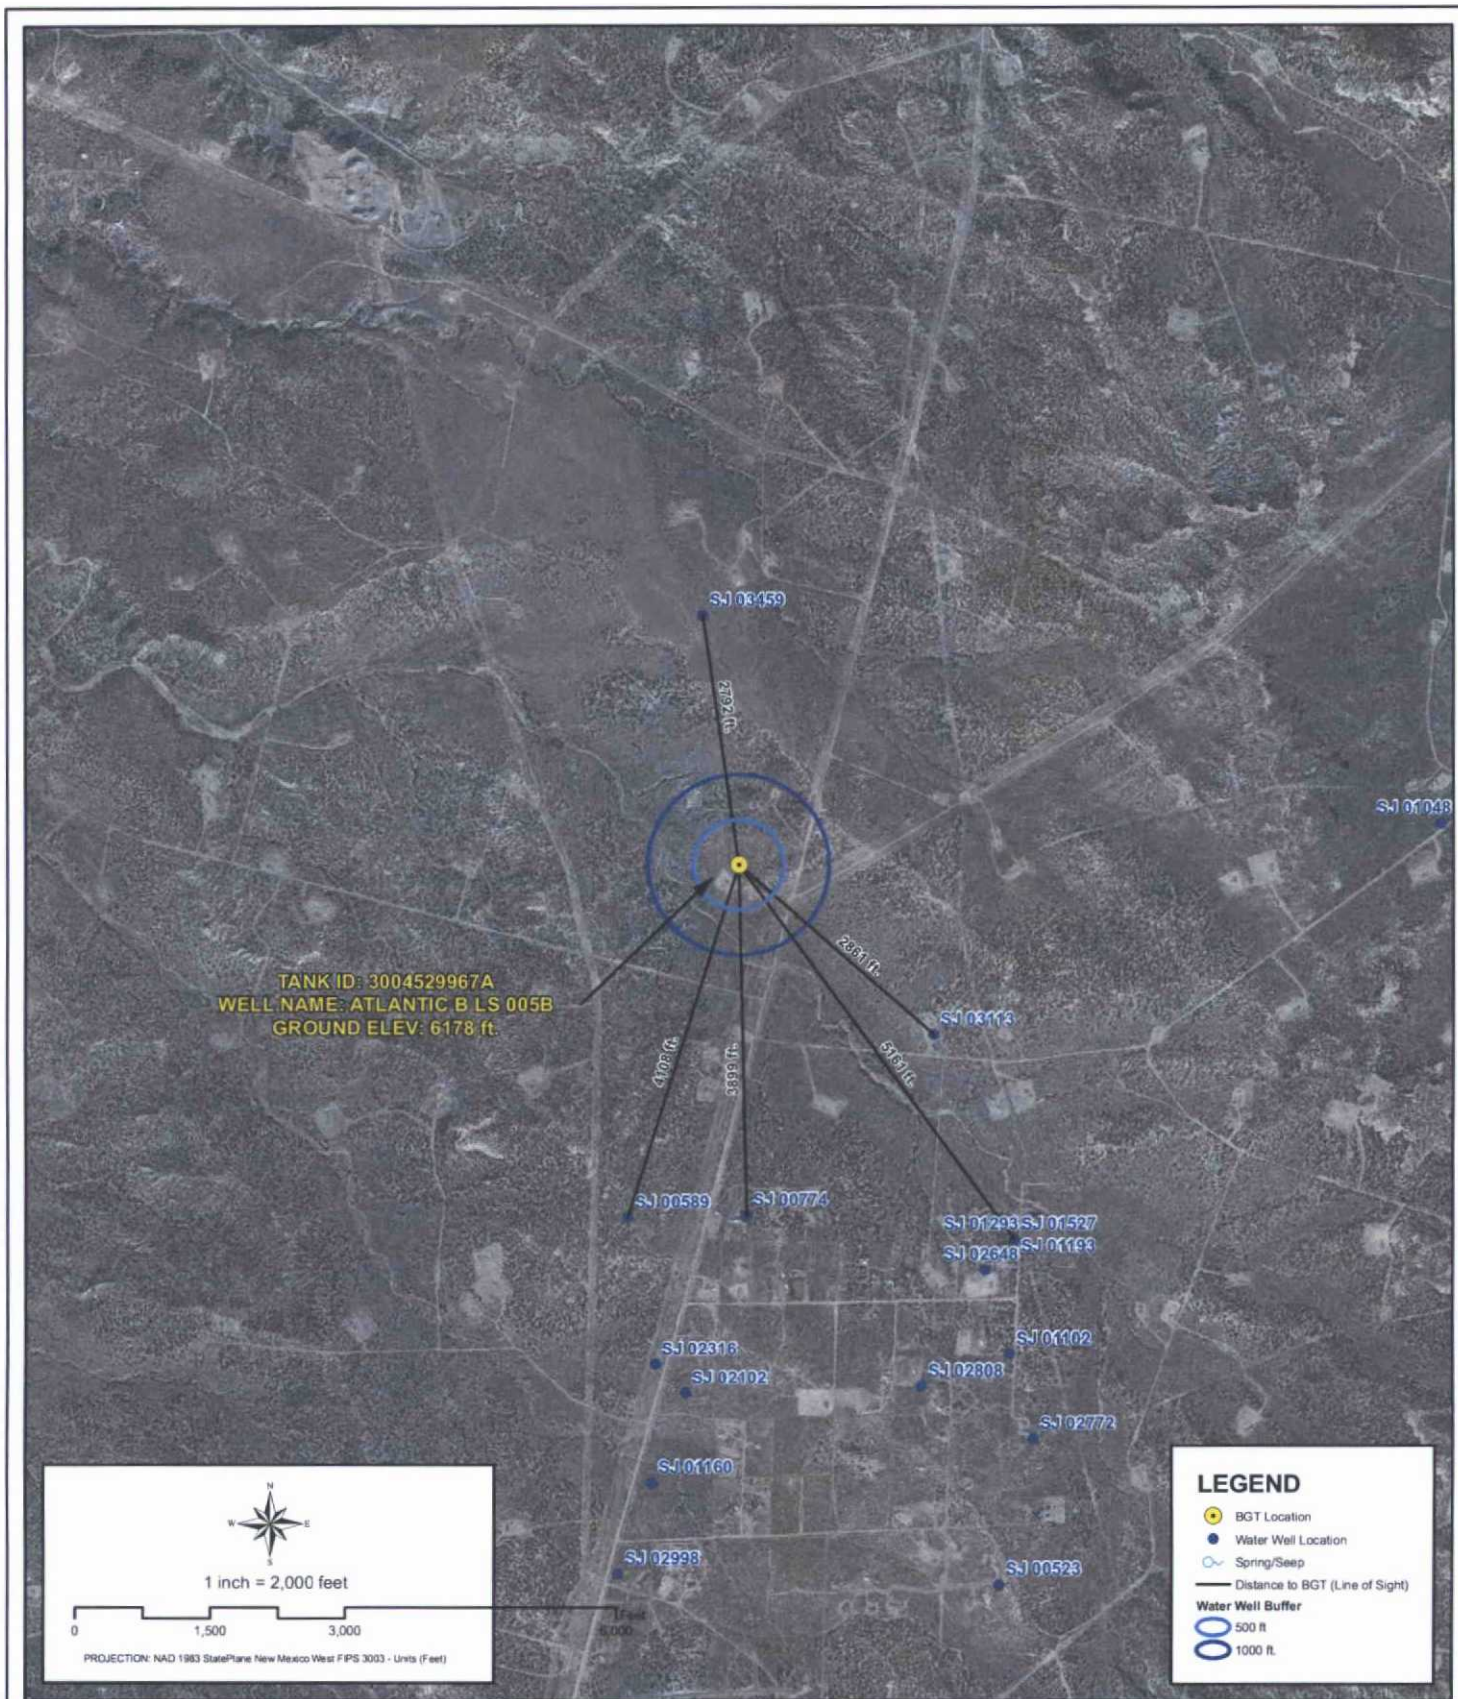 SJ 03459
2792 ft.
SJ 01048
2861 ft.
TANK ID: 3004529967A
WELL NAME: ATLANTIC B LS 005B
GROUND ELEV: 6178 ft.
SJ 03113
4108 ft.
3899 ft.
5161 ft.
SJ 00589
SJ 00774
SJ 01293
SJ 01527
SJ 01193
SJ 02648
SJ 01102
SJ 02316
SJ 02102
SJ 02808
SJ 02772
SJ 01160
SJ 02998
SJ 00523
N
W E
S
1 inch = 2,000 feet
Feet
0 1,500 3,000 6,000
PROJECTION: NAD 1983 StatePlane New Mexico West FIPS 3003 - Units (Feet)
LEGEND
BGT Location
Water Well Location
Spring/Seep
Distance to BGT (Line of Sight)
Water Well Buffer
500 ft
1000 ft.